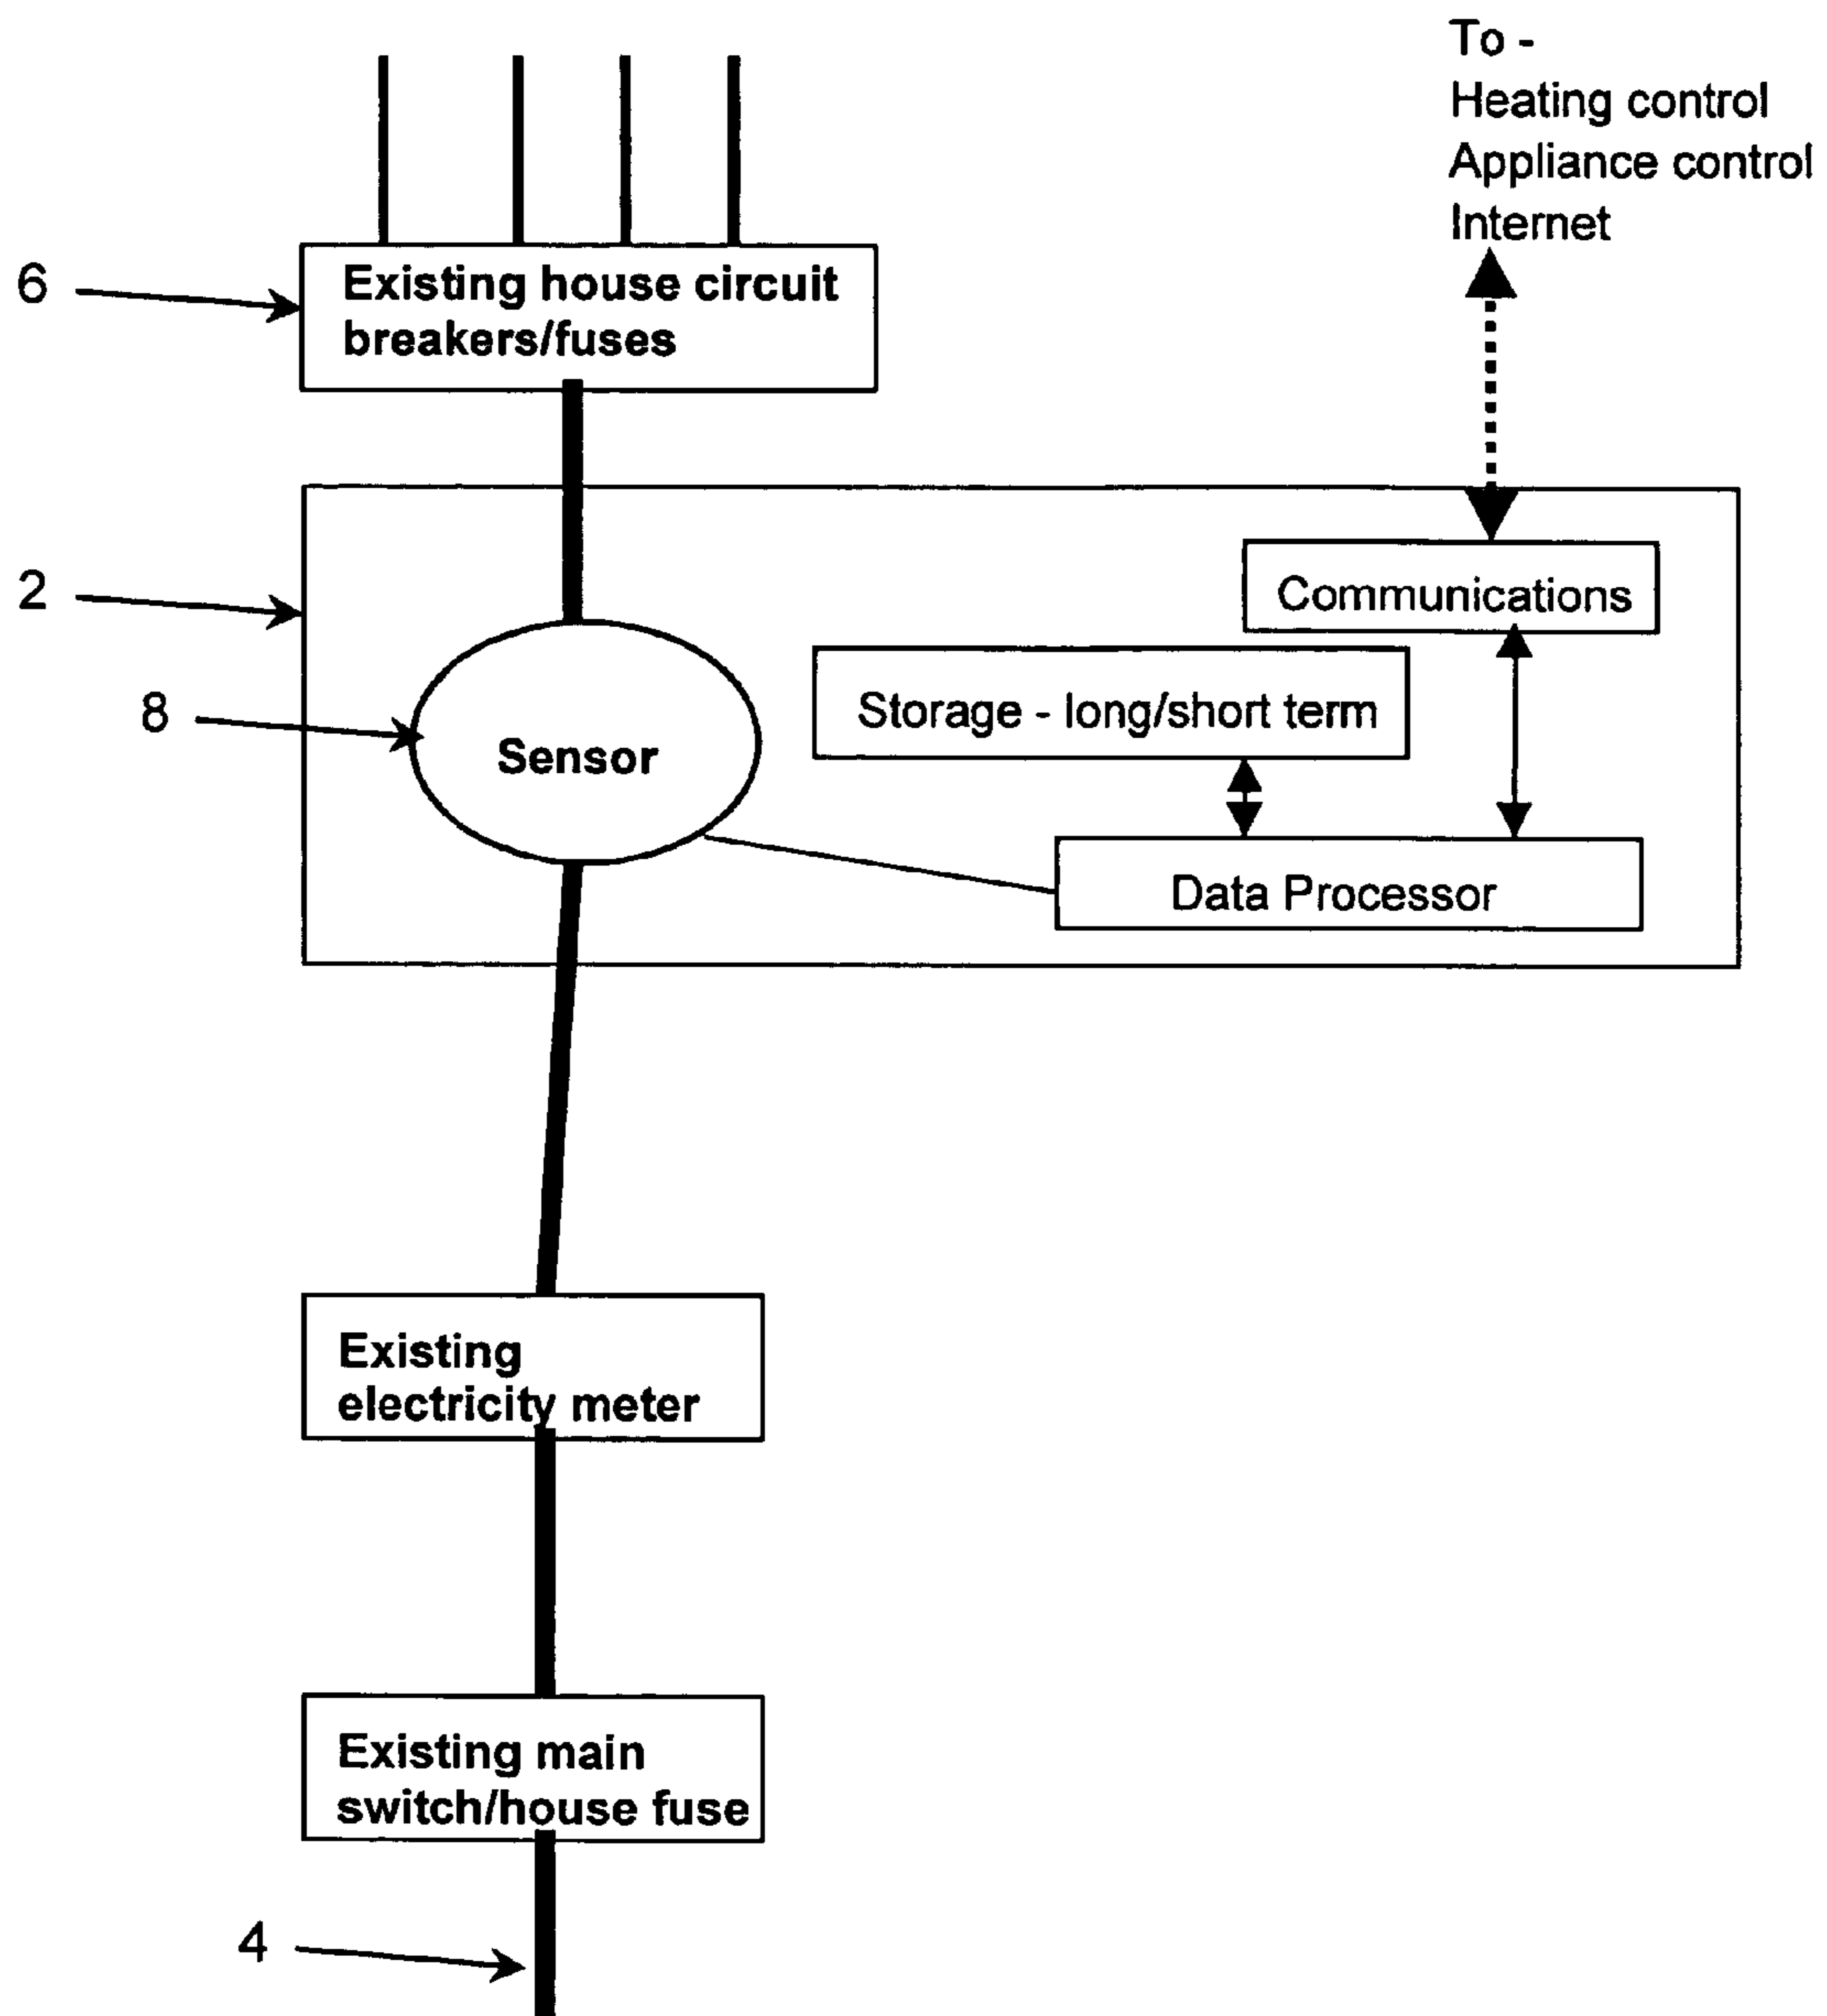 To -
Heating control
Appliance control
Internet
6
Existing house circuit
breakers/fuses
2
Communications
8
Storage - long/short term
Sensor
Data Processor
Existing
electricity meter
Existing main
switch/house fuse
4